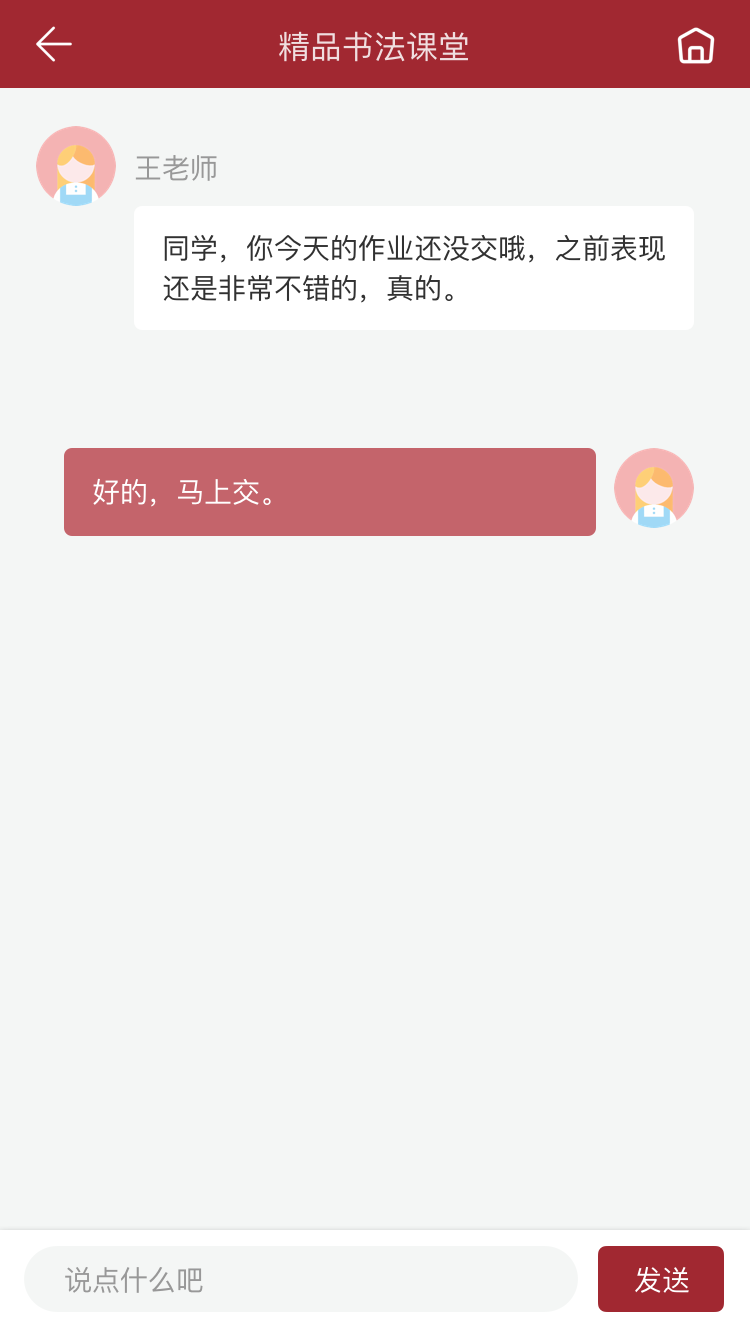 精品书法课堂
王老师
同学，你今天的作业还没交哦，之前表现
还是非常不错的，真的。
好的，马上交。
说点什么吧
发送